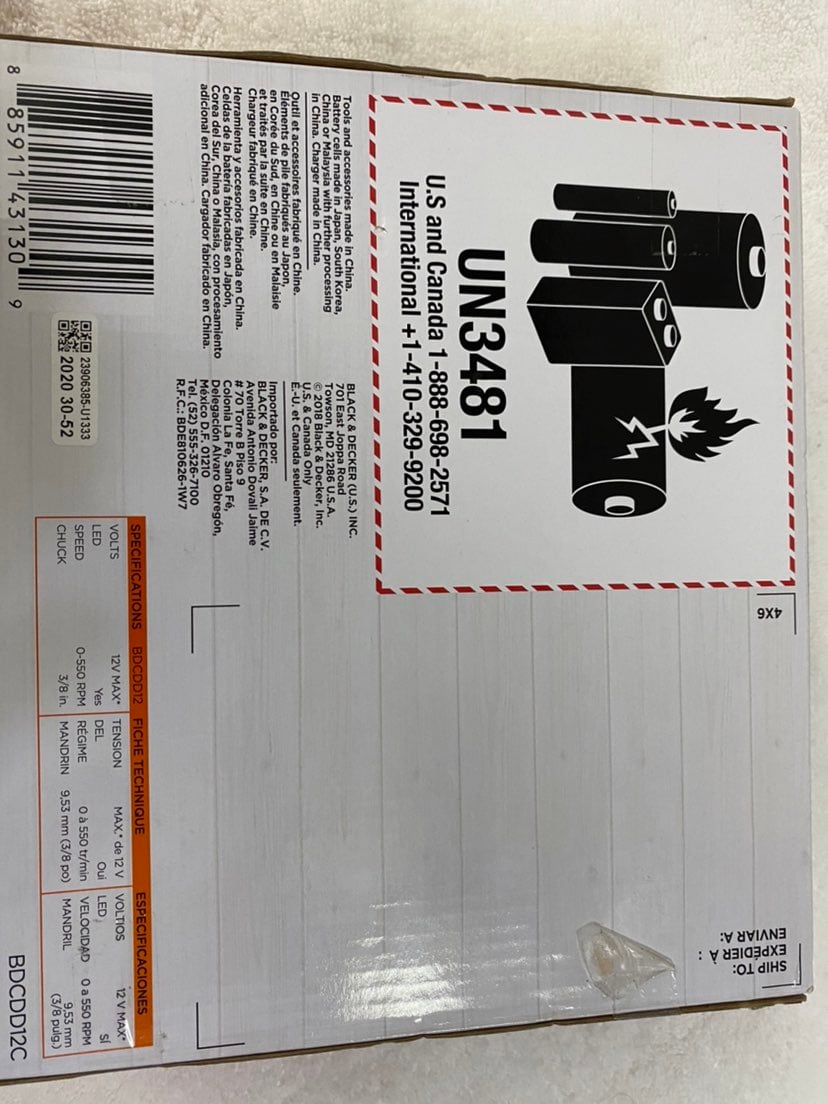 UN3481
U.S and Canada 1-888-698-2571
International +1-410-329-9200
4X6
SHIP TO:
EXPÉDIER À :
ENVIAR A:
Tools and accessories made in China.
Battery cells made in Japan, South Korea,
China or Malaysia with further processing
in China. Charger made in China.
Outil et accessoires fabriqué en Chine.
Éléments de pile fabriqués au Japon,
en Corée du Sud, en Chine ou en Malaisie
et traités par la suite en Chine.
Chargeur fabriqué en Chine.
Herramienta y accesorios fabricada en China.
Celdas de la batería fabricadas en Japón,
Corea del Sur, China o Malasia, con procesamiento
adicional en China. Cargador fabricado en China.
BLACK & DECKER (U.S.) INC.
701 East Joppa Road
Towson, MD 21286 U.S.A.
© 2018 Black & Decker, Inc.
U.S. & Canada Only
É.-U. et Canada seulement.
Importado por:
BLACK & DECKER, S.A. DE C.V.
Avenida Antonio Dovali Jaime
# 70 Torre B Piso 9
Colonia La Fe, Santa Fé,
Delegación Alvaro Obregón,
México D.F. 01210
Tel. (52) 555-326-7100
R.F.C.: BDE810626-1W7
8 85911 43130 9
23906385-U1333
2020 30-52
SPECIFICATIONS BDCDD12 FICHE TECHNIQUE ESPECIFICACIONES
VOLTS 12V MAX* TENSION MAX.* de 12 V VOLTIOS 12 V MAX*
LED Yes DEL Oui LED SÍ
SPEED 0-550 RPM RÉGIME 0 à 550 tr/min VELOCIDAD 0 a 550 RPM
CHUCK 3/8 in. MANDRIN 9,53 mm (3/8 po) MANDRIL 9,53 mm
(3/8 pulg.)
BDCDD12C